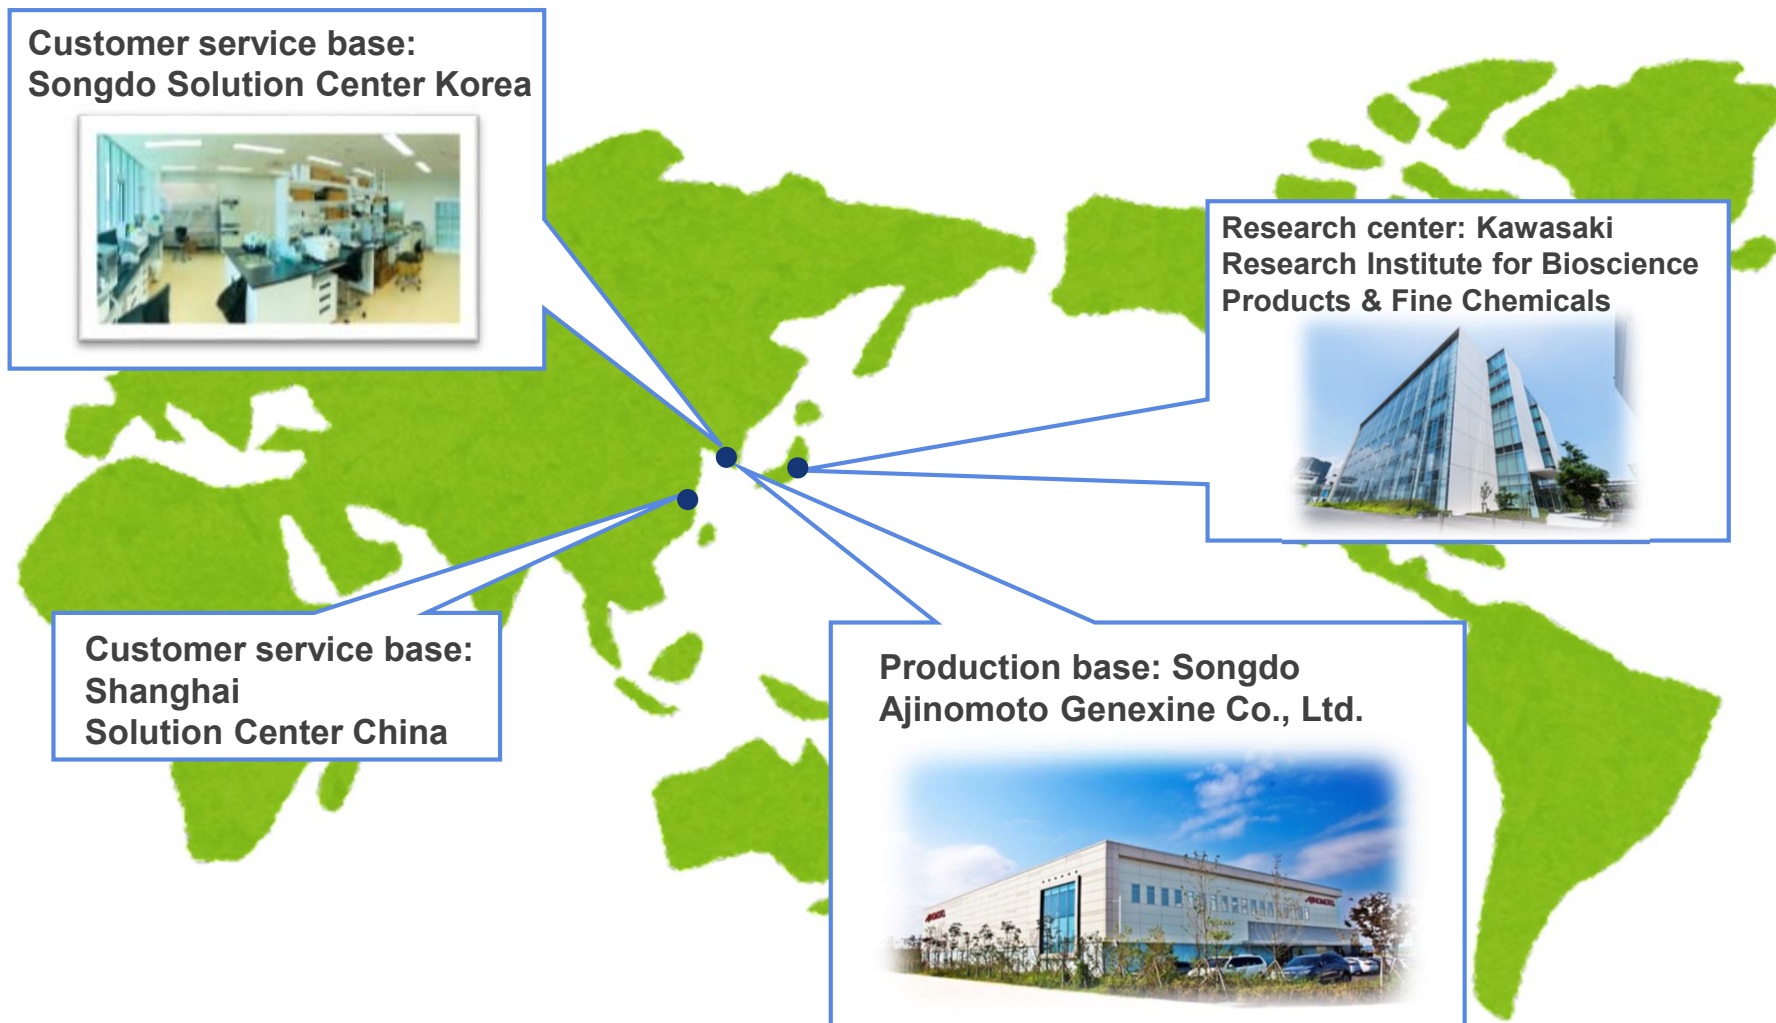 Customer service base:
Songdo Solution Center Korea
Research center: Kawasaki
Research Institute for Bioscience
Products & Fine Chemicals
Customer service base:
Shanghai
Solution Center China
Production base: Songdo
Ajinomoto Genexine Co., Ltd.